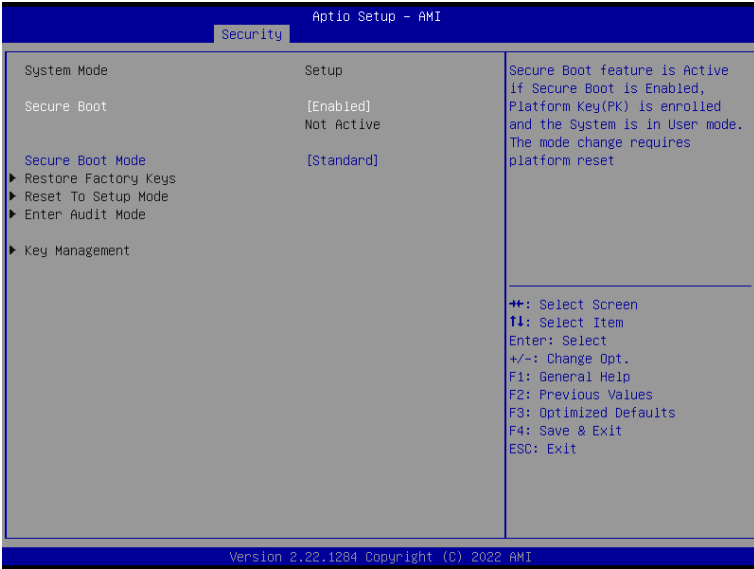 Aptio Setup – AMI
Security
System Mode Setup
Secure Boot [Enabled]
Not Active
Secure Boot Mode [Standard]
▶ Restore Factory Keys
▶ Reset To Setup Mode
▶ Enter Audit Mode
▶ Key Management
Secure Boot feature is Active
if Secure Boot is Enabled,
Platform Key(PK) is enrolled
and the System is in User mode.
The mode change requires
platform reset
→←: Select Screen
↑↓: Select Item
Enter: Select
+/-: Change Opt.
F1: General Help
F2: Previous Values
F3: Optimized Defaults
F4: Save & Exit
ESC: Exit
Version 2.22.1284 Copyright (C) 2022 AMI